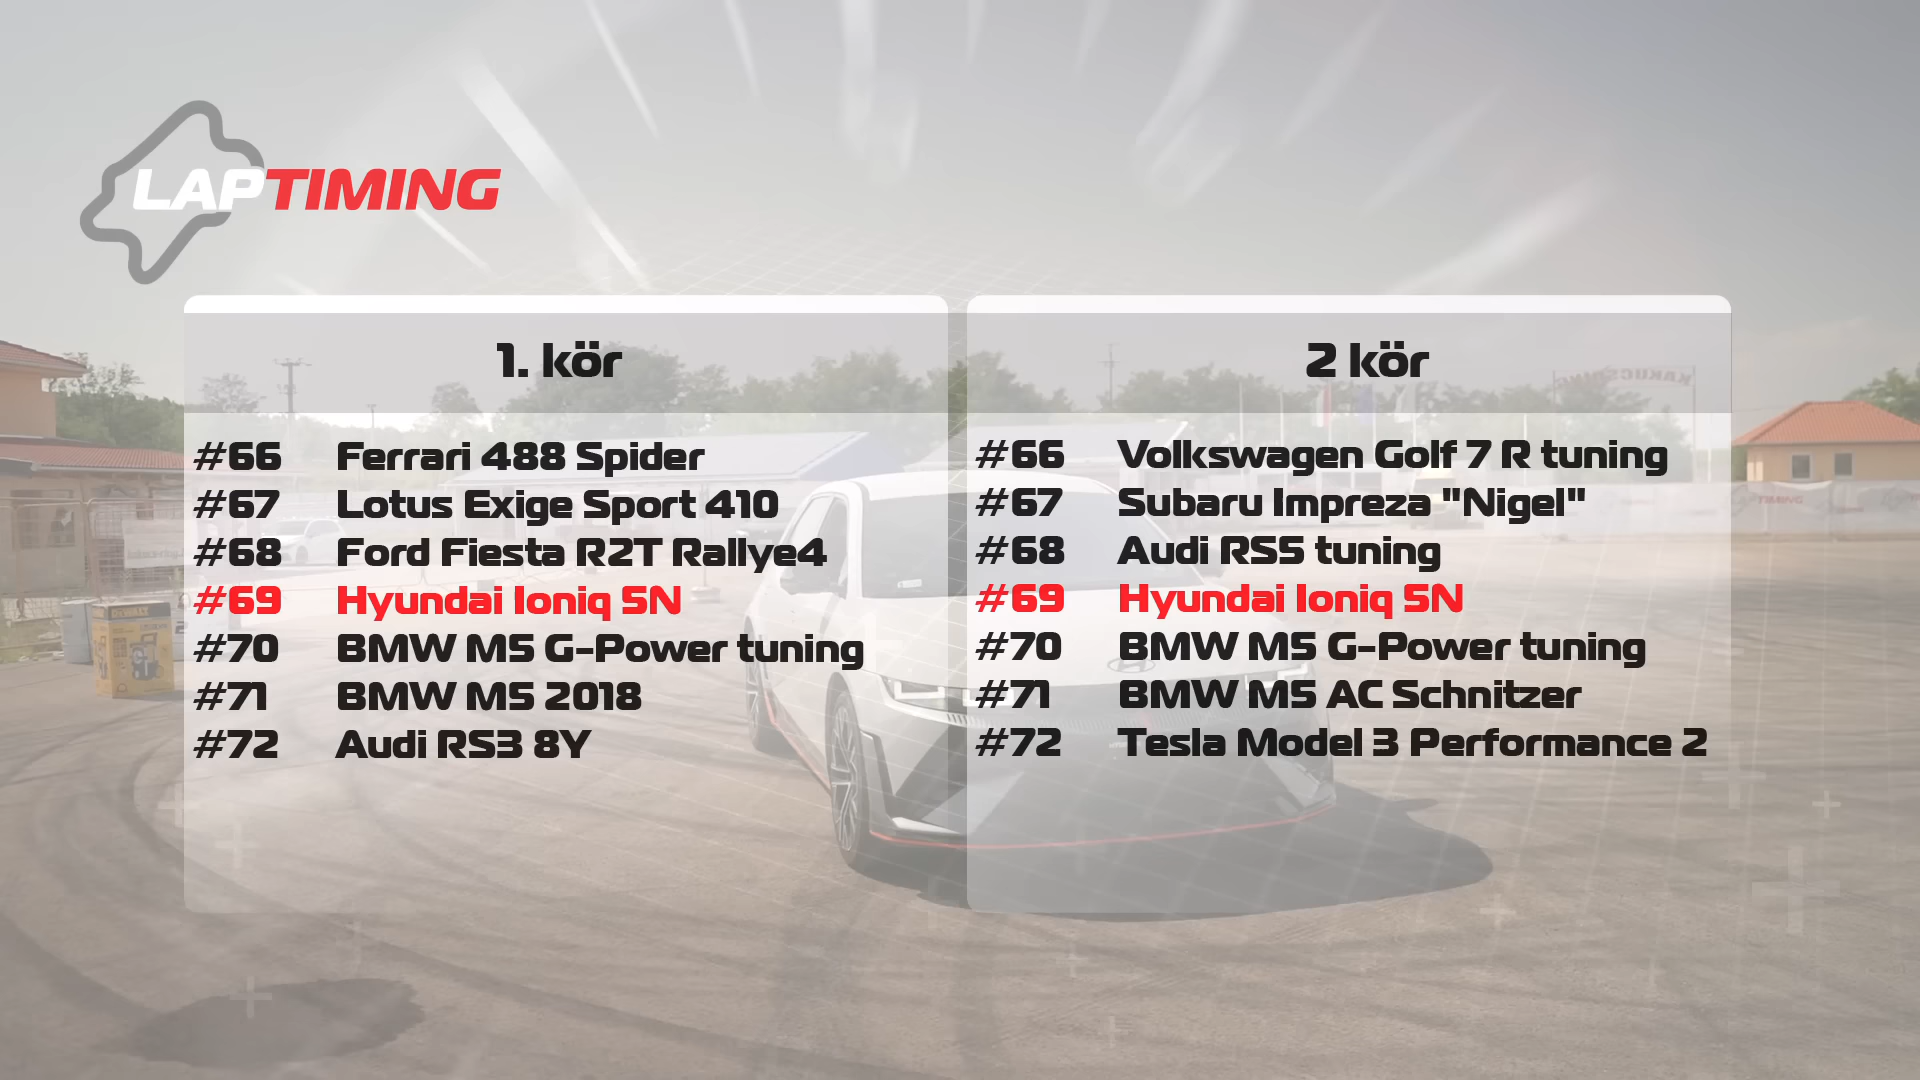 LAPTIMING
1. kör
#66 Ferrari 488 Spider
#67 Lotus Exige Sport 410
#68 Ford Fiesta R2T Rallye4
#69 Hyundai Ioniq 5N
#70 BMW M5 G-Power tuning
#71 BMW M5 2018
#72 Audi RS3 8Y
2 kör
#66 Volkswagen Golf 7 R tuning
#67 Subaru Impreza "Nigel"
#68 Audi RS5 tuning
#69 Hyundai Ioniq 5N
#70 BMW M5 G-Power tuning
#71 BMW M5 AC Schnitzer
#72 Tesla Model 3 Performance 2
TIMING
DEWALT